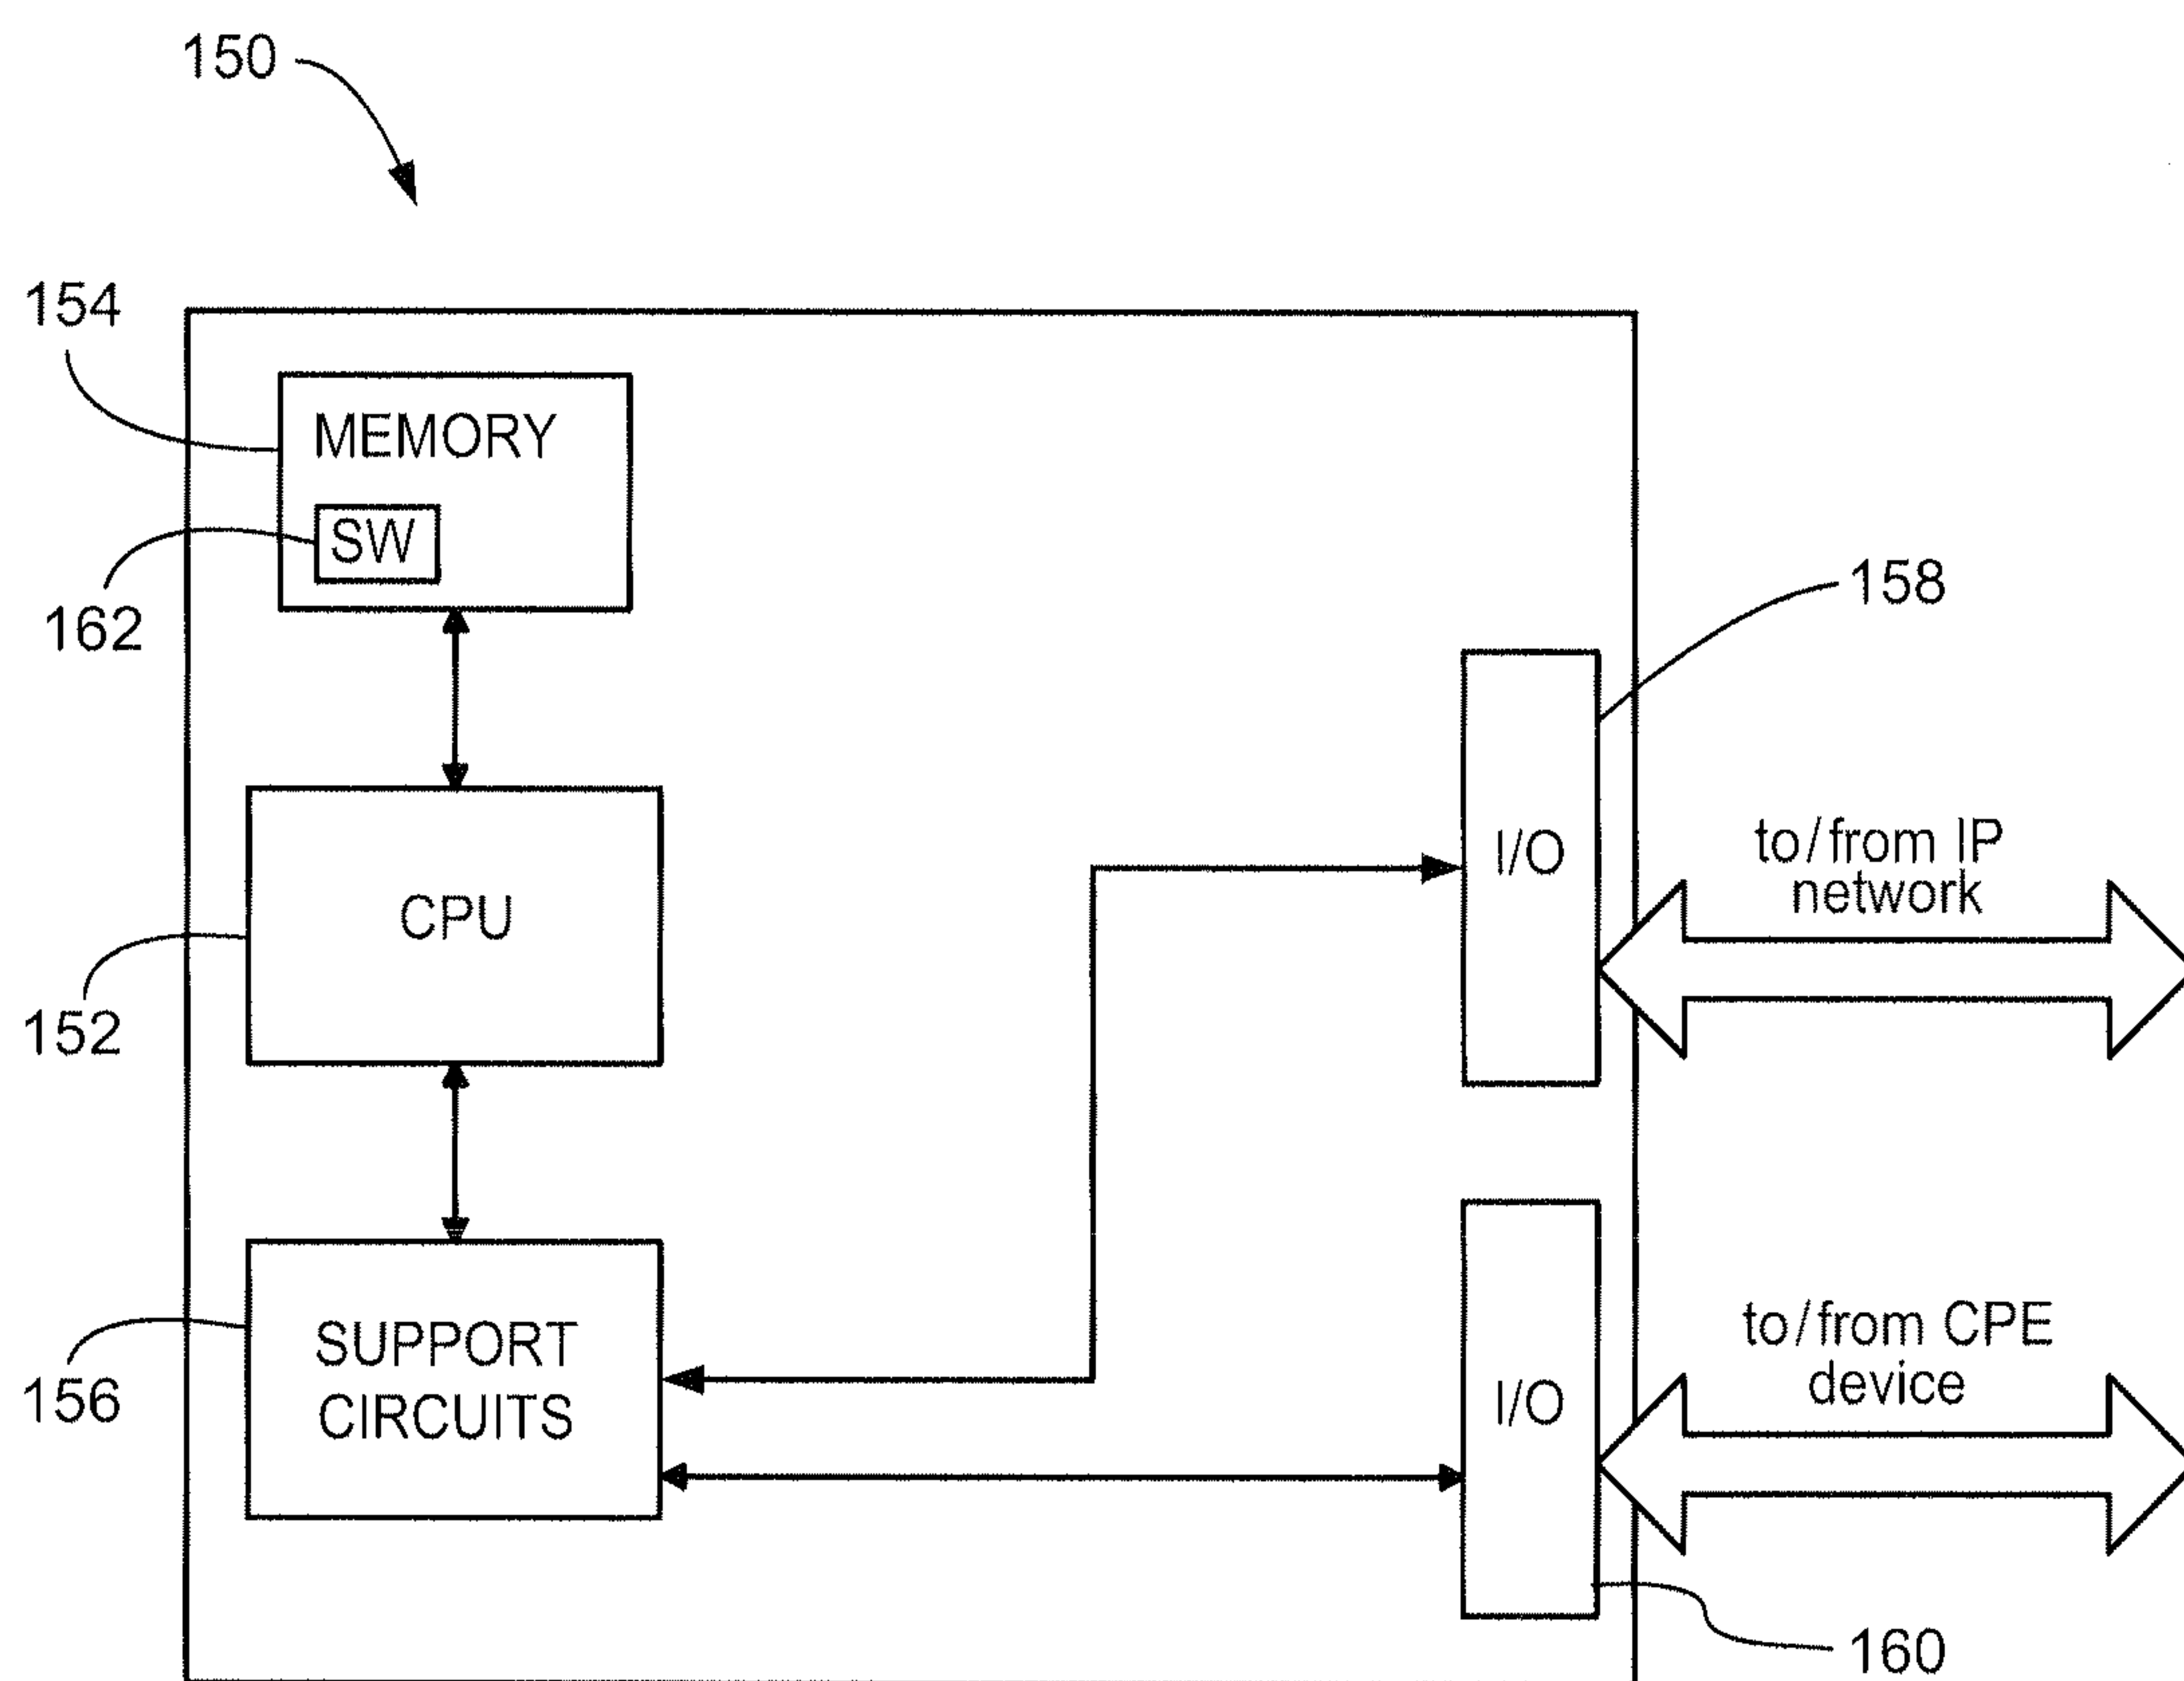 150
154
MEMORY
SW
162
158
I/O
to/from IP
network
CPU
152
SUPPORT
CIRCUITS
156
I/O
to/from CPE
device
160